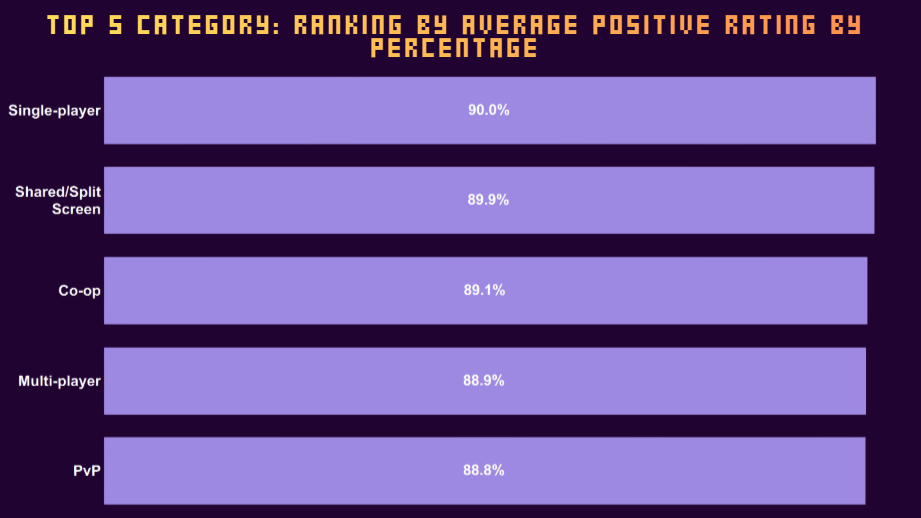 TOP 5 CATEGORY: RANKING BY AVERAGE POSITIVE RATING BY
PERCENTAGE
Single-player
90.0%
Shared/Split
Screen
89.9%
Co-op
89.1%
Multi-player
88.9%
PvP
88.8%